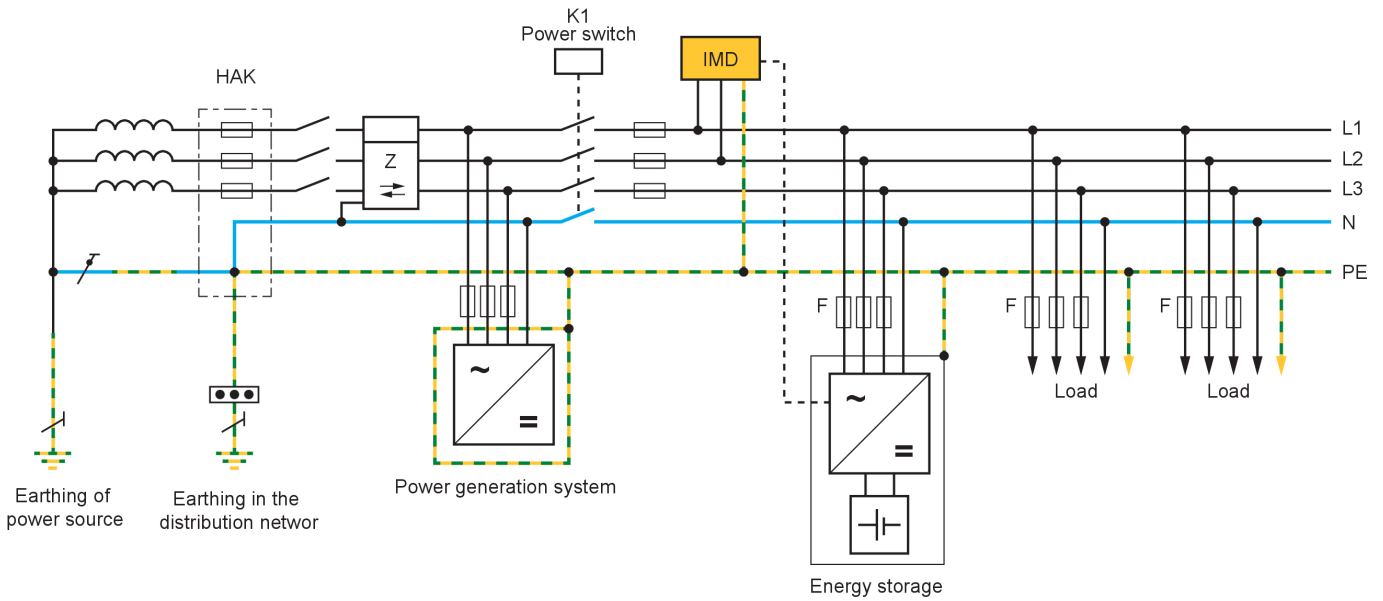 K1
Power switch
IMD
HAK
L1
Z
L2
L3
N
PE
F
F
F
~
=
~
=
Load
Load
Power generation system
Earthing of
power source
Earthing in the
distribution networ
Energy storage